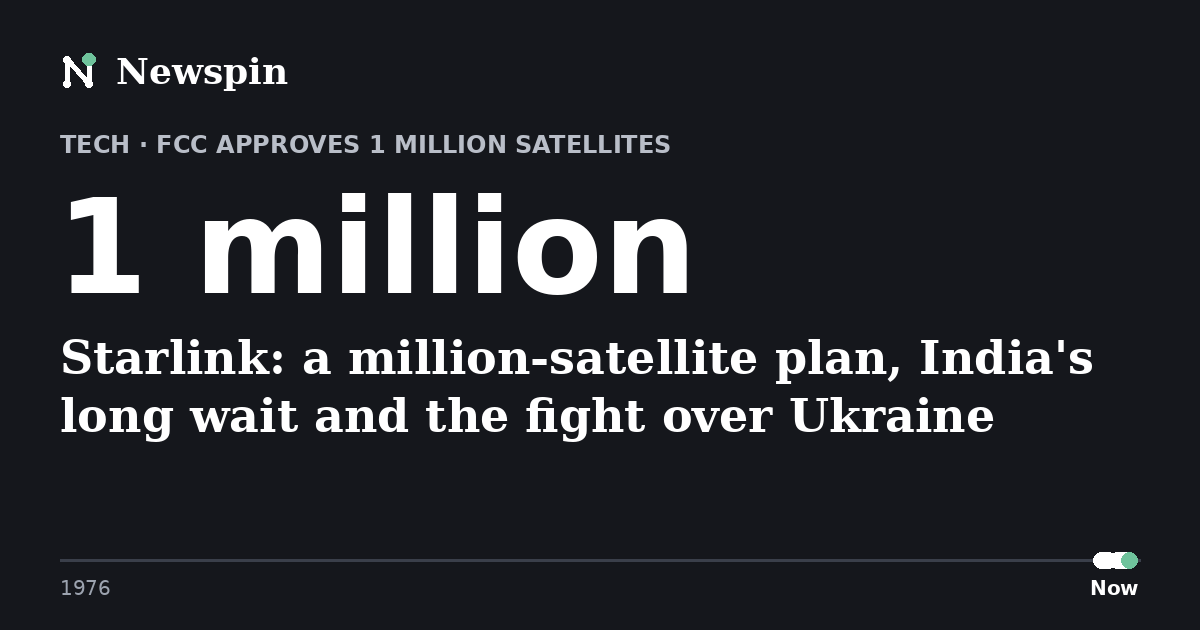 Newspin
TECH · FCC APPROVES 1 MILLION SATELLITES
1 million
Starlink: a million-satellite plan, India's
long wait and the fight over Ukraine
1976
Now